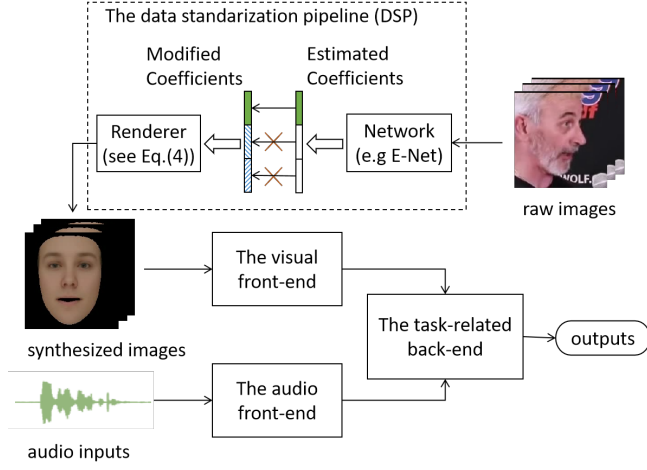 The data standarization pipeline (DSP)
Modified
Coefficients
Estimated
Coefficients
Renderer
(see Eq.(4))
Network
(e.g E-Net)
WOLF.
raw images
The visual
front-end
The task-related
back-end
outputs
synthesized images
The audio
front-end
audio inputs